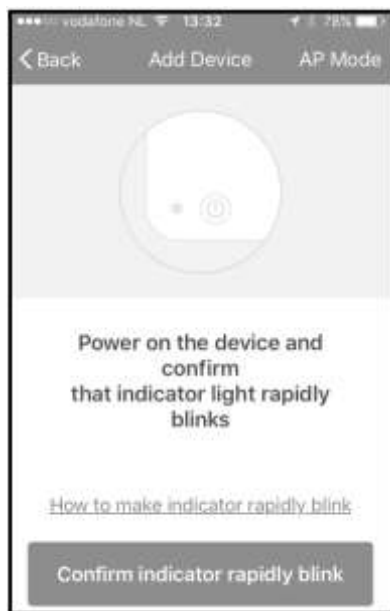 vodafone NL 13:32 78%
Back Add Device AP Mode
Power on the device and
confirm
that indicator light rapidly
blinks
How to make indicator rapidly blink
Confirm indicator rapidly blink